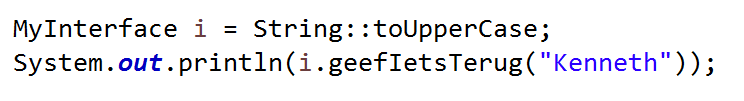 MyInterface i = String::toUpperCase;
System.out.println(i.geefIetsTerug("Kenneth"));